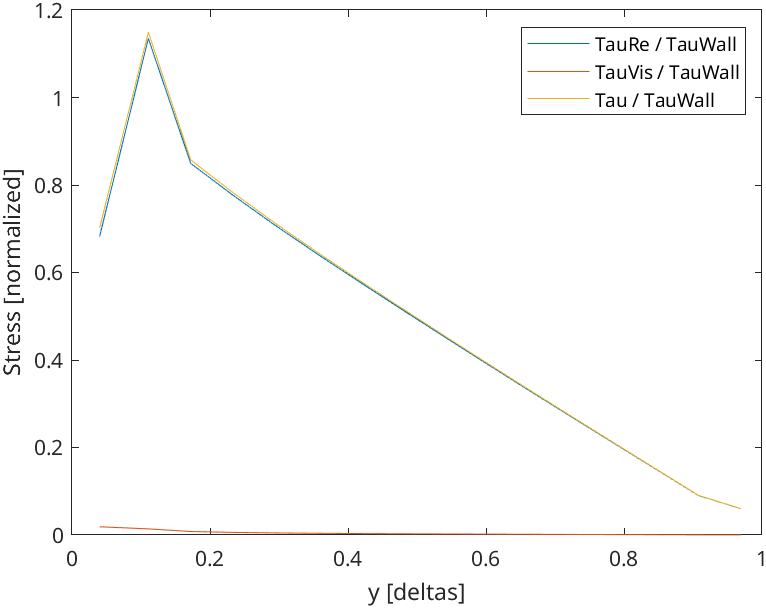 1.2
1
0.8
0.6
0.4
0.2
0
Stress [normalized]
TauRe / TauWall
TauVis / TauWall
Tau / TauWall
0
0.2
0.4
0.6
0.8
1
y [deltas]